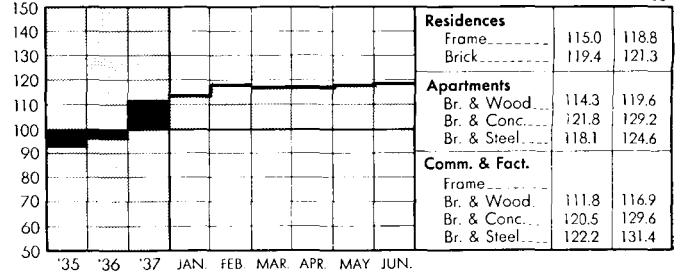 150
140
130
120
110
100
90
80
70
60
50
'35 '36 '37 JAN. FEB. MAR. APR. MAY JUN.
Residences
Frame 115.0 118.8
Brick 119.4 121.3
Apartments
Br. & Wood 114.3 119.6
Br. & Conc. 121.8 129.2
Br. & Steel 118.1 124.6
Comm. & Fact.
Frame
Br. & Wood 111.8 116.9
Br. & Conc. 120.5 129.6
Br. & Steel 122.2 131.4